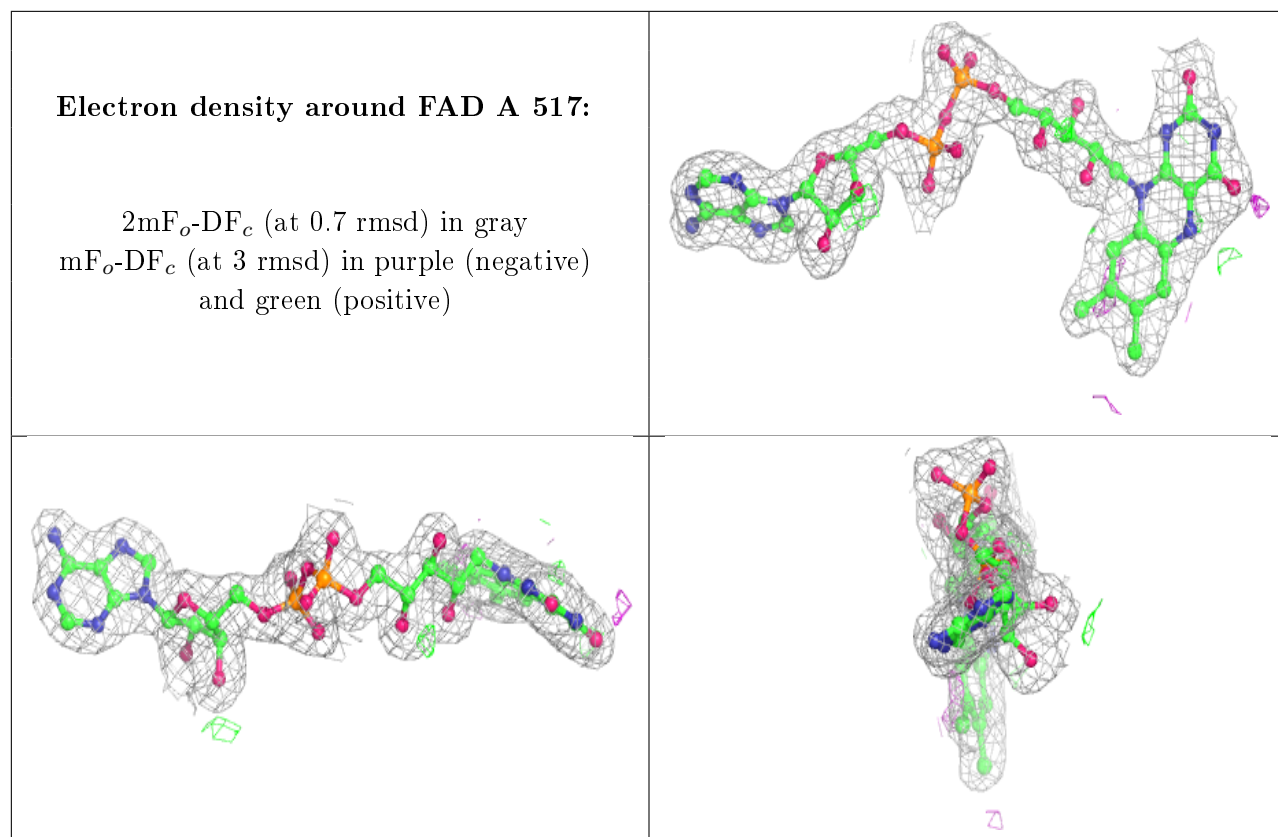 Electron density around FAD A 517:
2mFₒ-DF𝑐 (at 0.7 rmsd) in gray
mFₒ-DF𝑐 (at 3 rmsd) in purple (negative)
and green (positive)